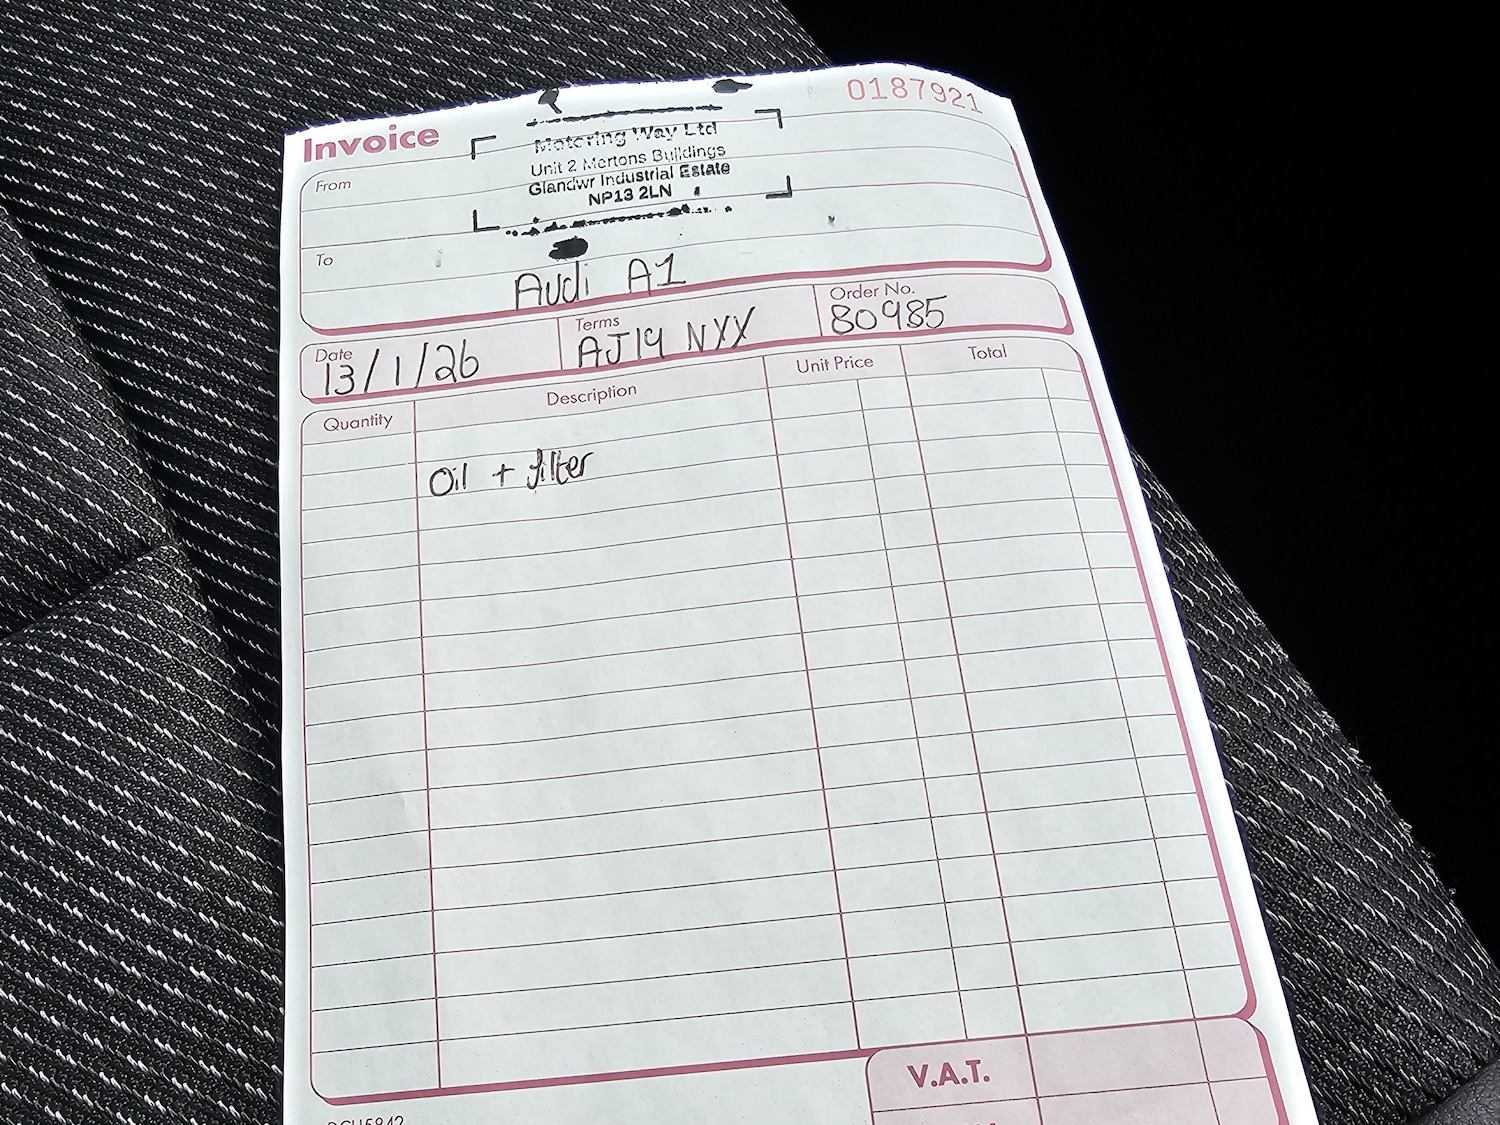 Invoice
0187921
Motoring Way Ltd
Unit 2 Mertons Buildings
Glandwr Industrial Estate
NP13 2LN
From
To
Audi A1
Date
13/1/26
Terms
AJ19 NXX
Order No.
80985
Quantity
Description
Unit Price
Total
Oil + filter
V.A.T.